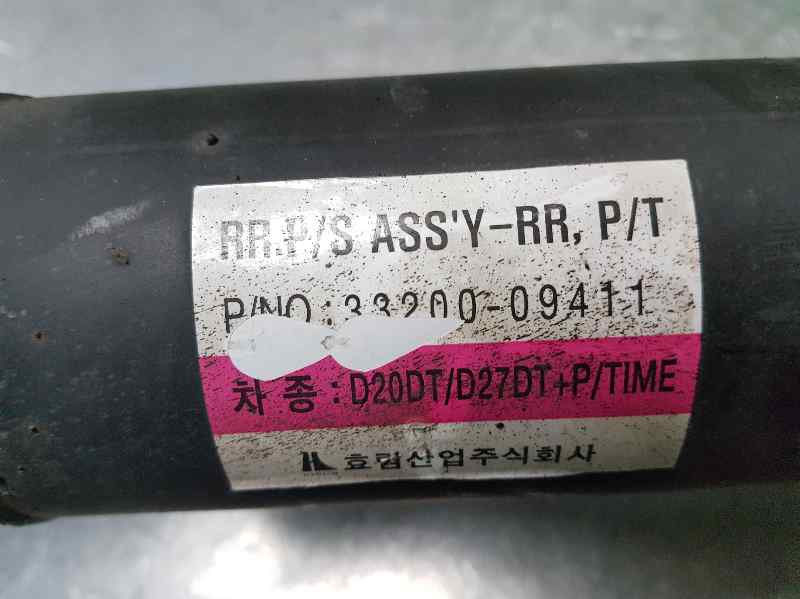 RR.P/S ASS'Y-RR, P/T
P/NO : 33200-09411
차 종 : D20DT/D27DT+P/TIME
효림산업주식회사